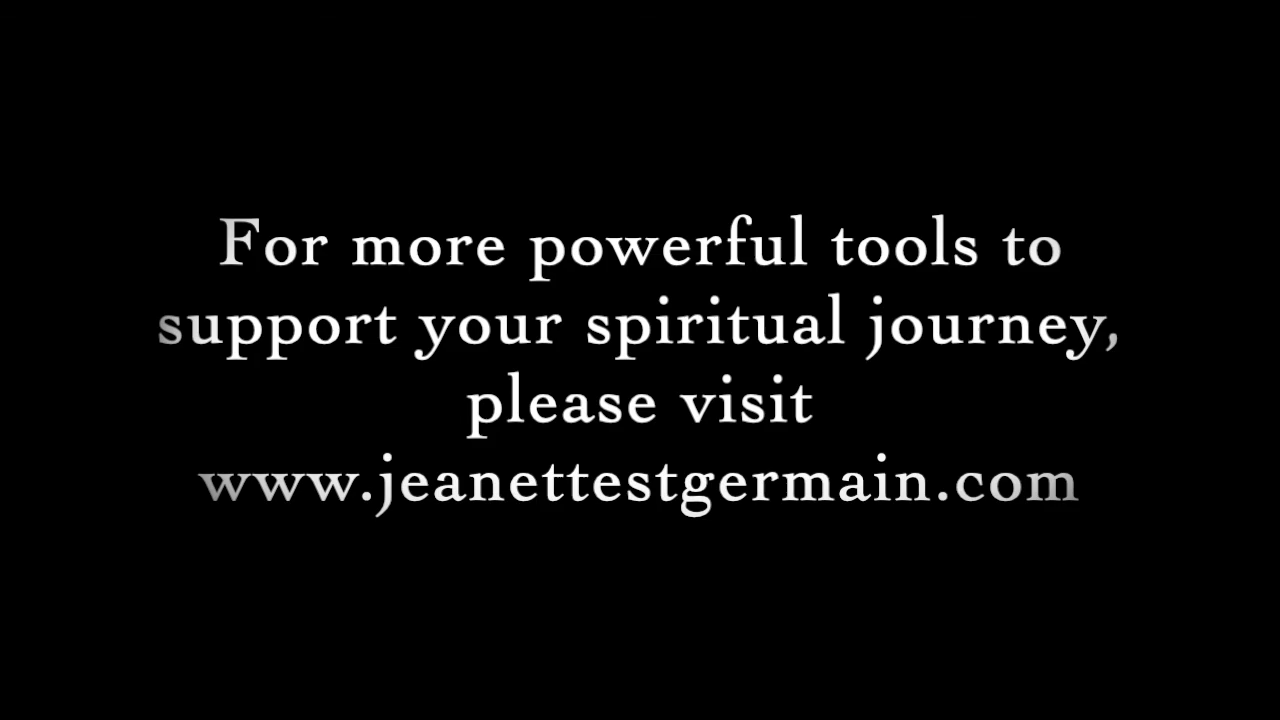 For more powerful tools to
support your spiritual journey,
please visit
www.jeanettestgermain.com